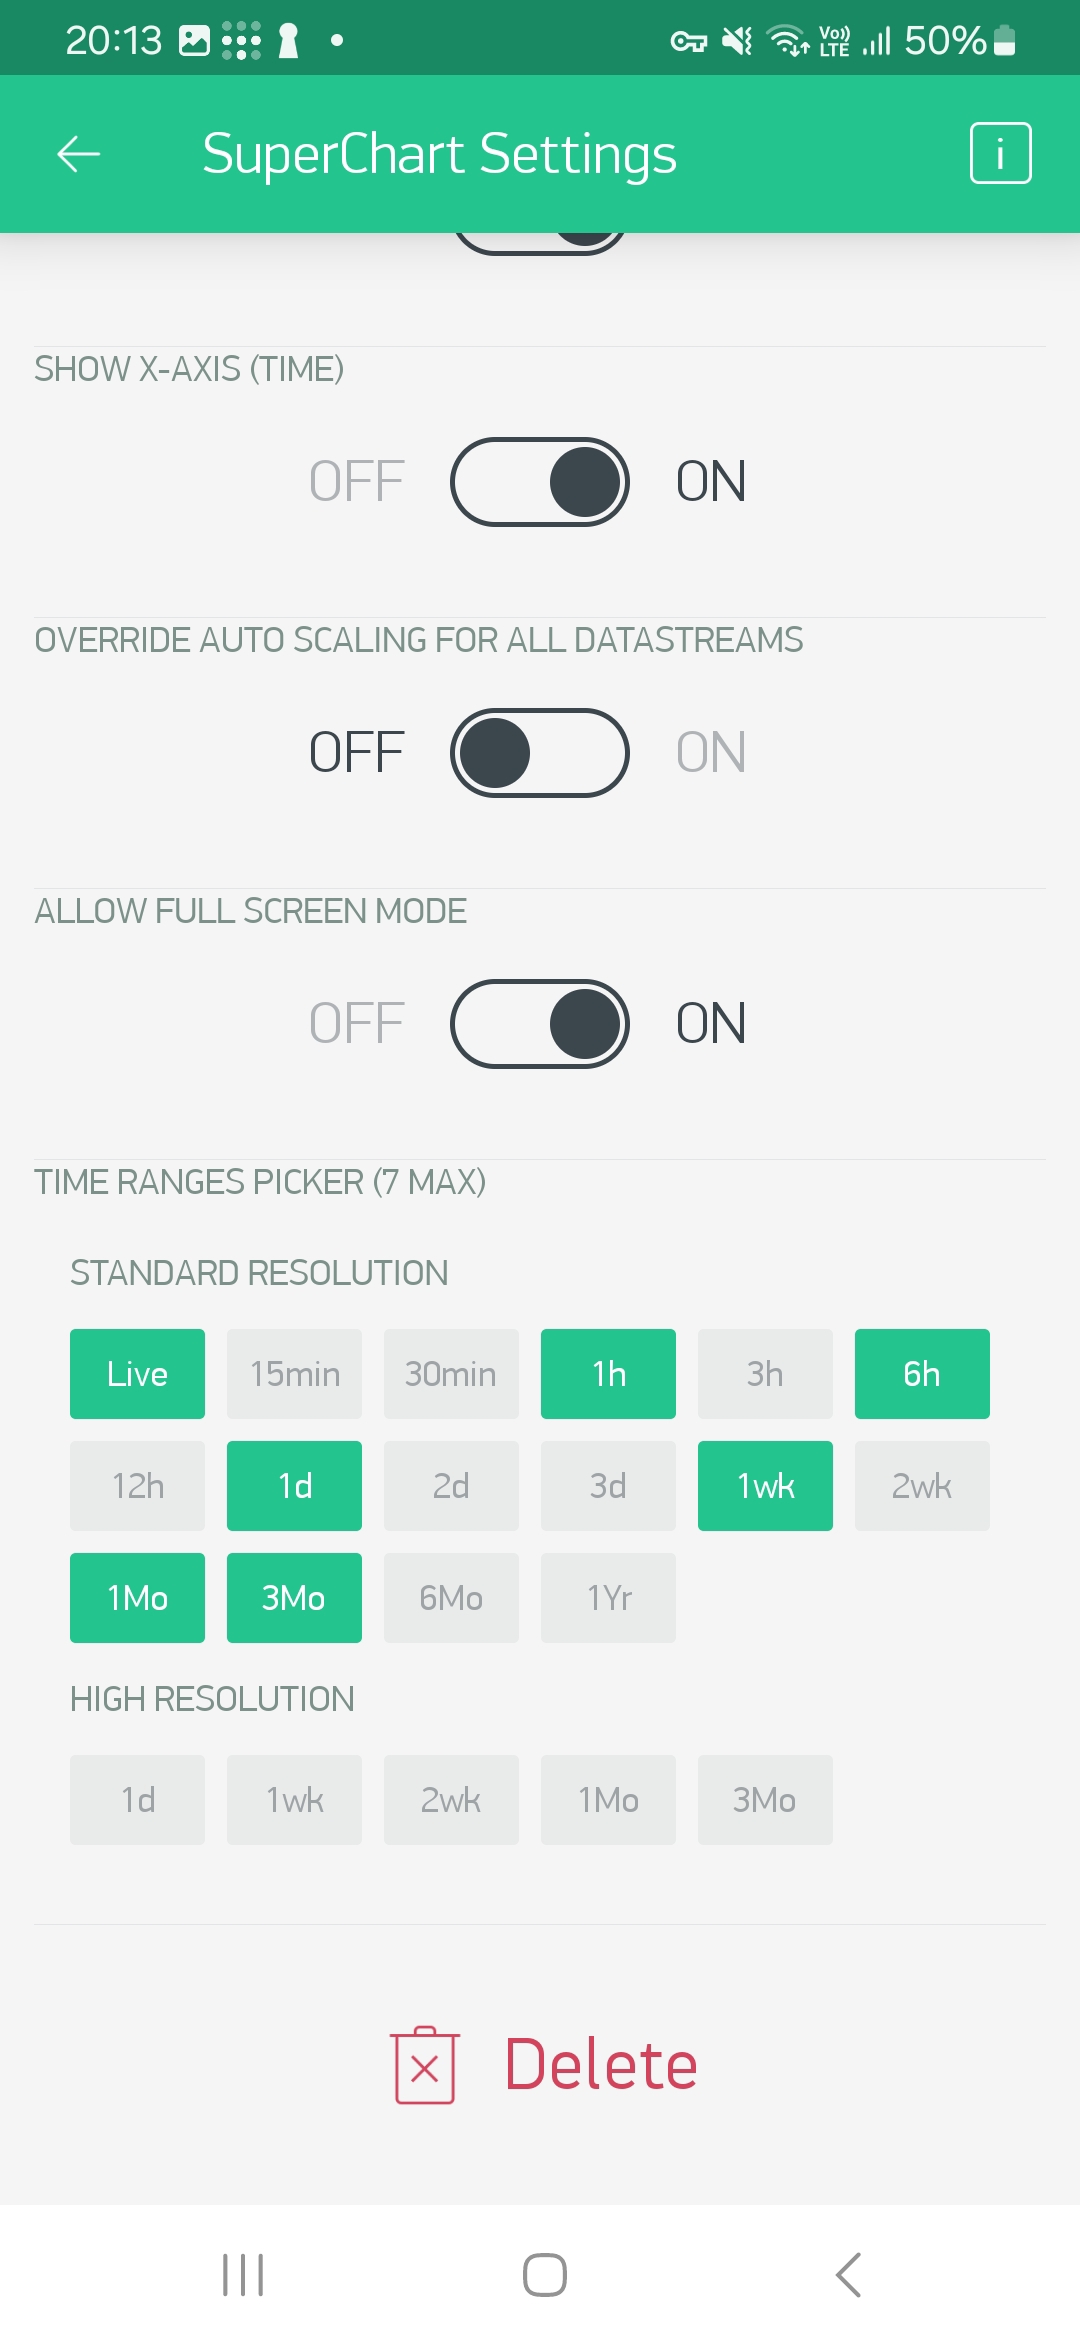 20:13 Vo)) LTE 50%
SuperChart Settings i
SHOW X-AXIS (TIME)
OFF ON
OVERRIDE AUTO SCALING FOR ALL DATASTREAMS
OFF ON
ALLOW FULL SCREEN MODE
OFF ON
TIME RANGES PICKER (7 MAX)
STANDARD RESOLUTION
Live 15min 30min 1h 3h 6h
12h 1d 2d 3d 1wk 2wk
1Mo 3Mo 6Mo 1Yr
HIGH RESOLUTION
1d 1wk 2wk 1Mo 3Mo
Delete